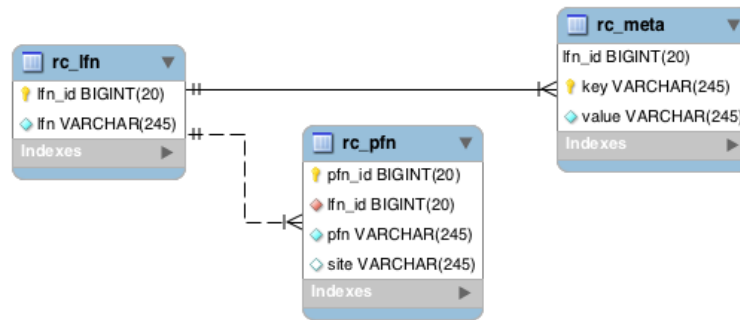 rc_lfn
lfn_id BIGINT(20)
lfn VARCHAR(245)
Indexes
rc_pfn
pfn_id BIGINT(20)
lfn_id BIGINT(20)
pfn VARCHAR(245)
site VARCHAR(245)
Indexes
rc_meta
lfn_id BIGINT(20)
key VARCHAR(245)
value VARCHAR(245)
Indexes